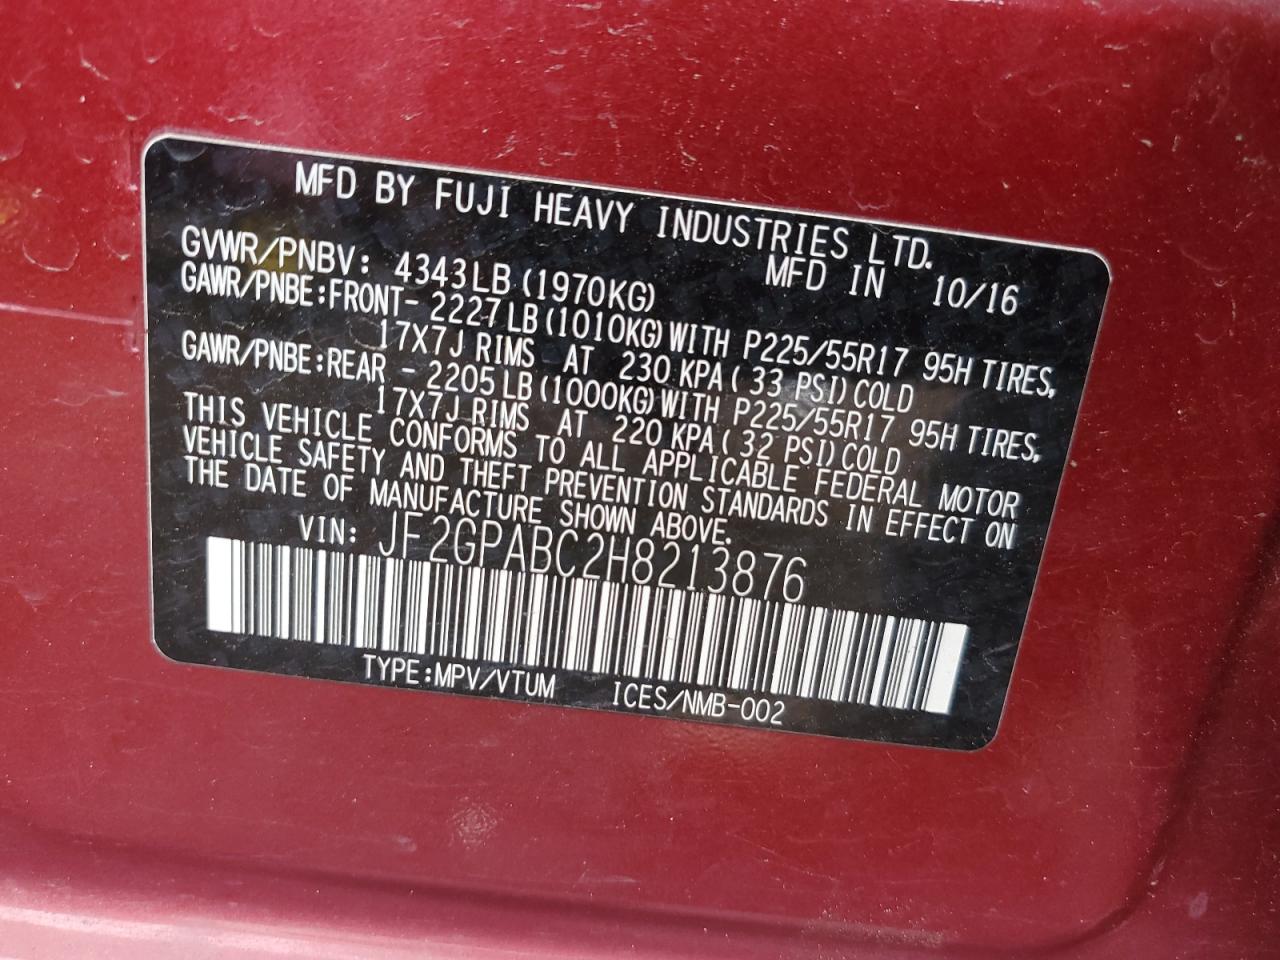 MFD BY FUJI HEAVY INDUSTRIES LTD.
MFD IN 10/16
GVWR/PNBV: 4343LB(1970KG)
GAWR/PNBE:FRONT- 2227LB(1010KG)WITH P225/55R17 95H TIRES,
17X7J RIMS AT 230 KPA( 33 PSI)COLD
GAWR/PNBE:REAR - 2205LB(1000KG)WITH P225/55R17 95H TIRES,
17X7J RIMS AT 220 KPA( 32 PSI)COLD
THIS VEHICLE CONFORMS TO ALL APPLICABLE FEDERAL MOTOR
VEHICLE SAFETY AND THEFT PREVENTION STANDARDS IN EFFECT ON
THE DATE OF MANUFACTURE SHOWN ABOVE.
VIN: JF2GPABC2H8213876
TYPE:MPV/VTUM ICES/NMB-002